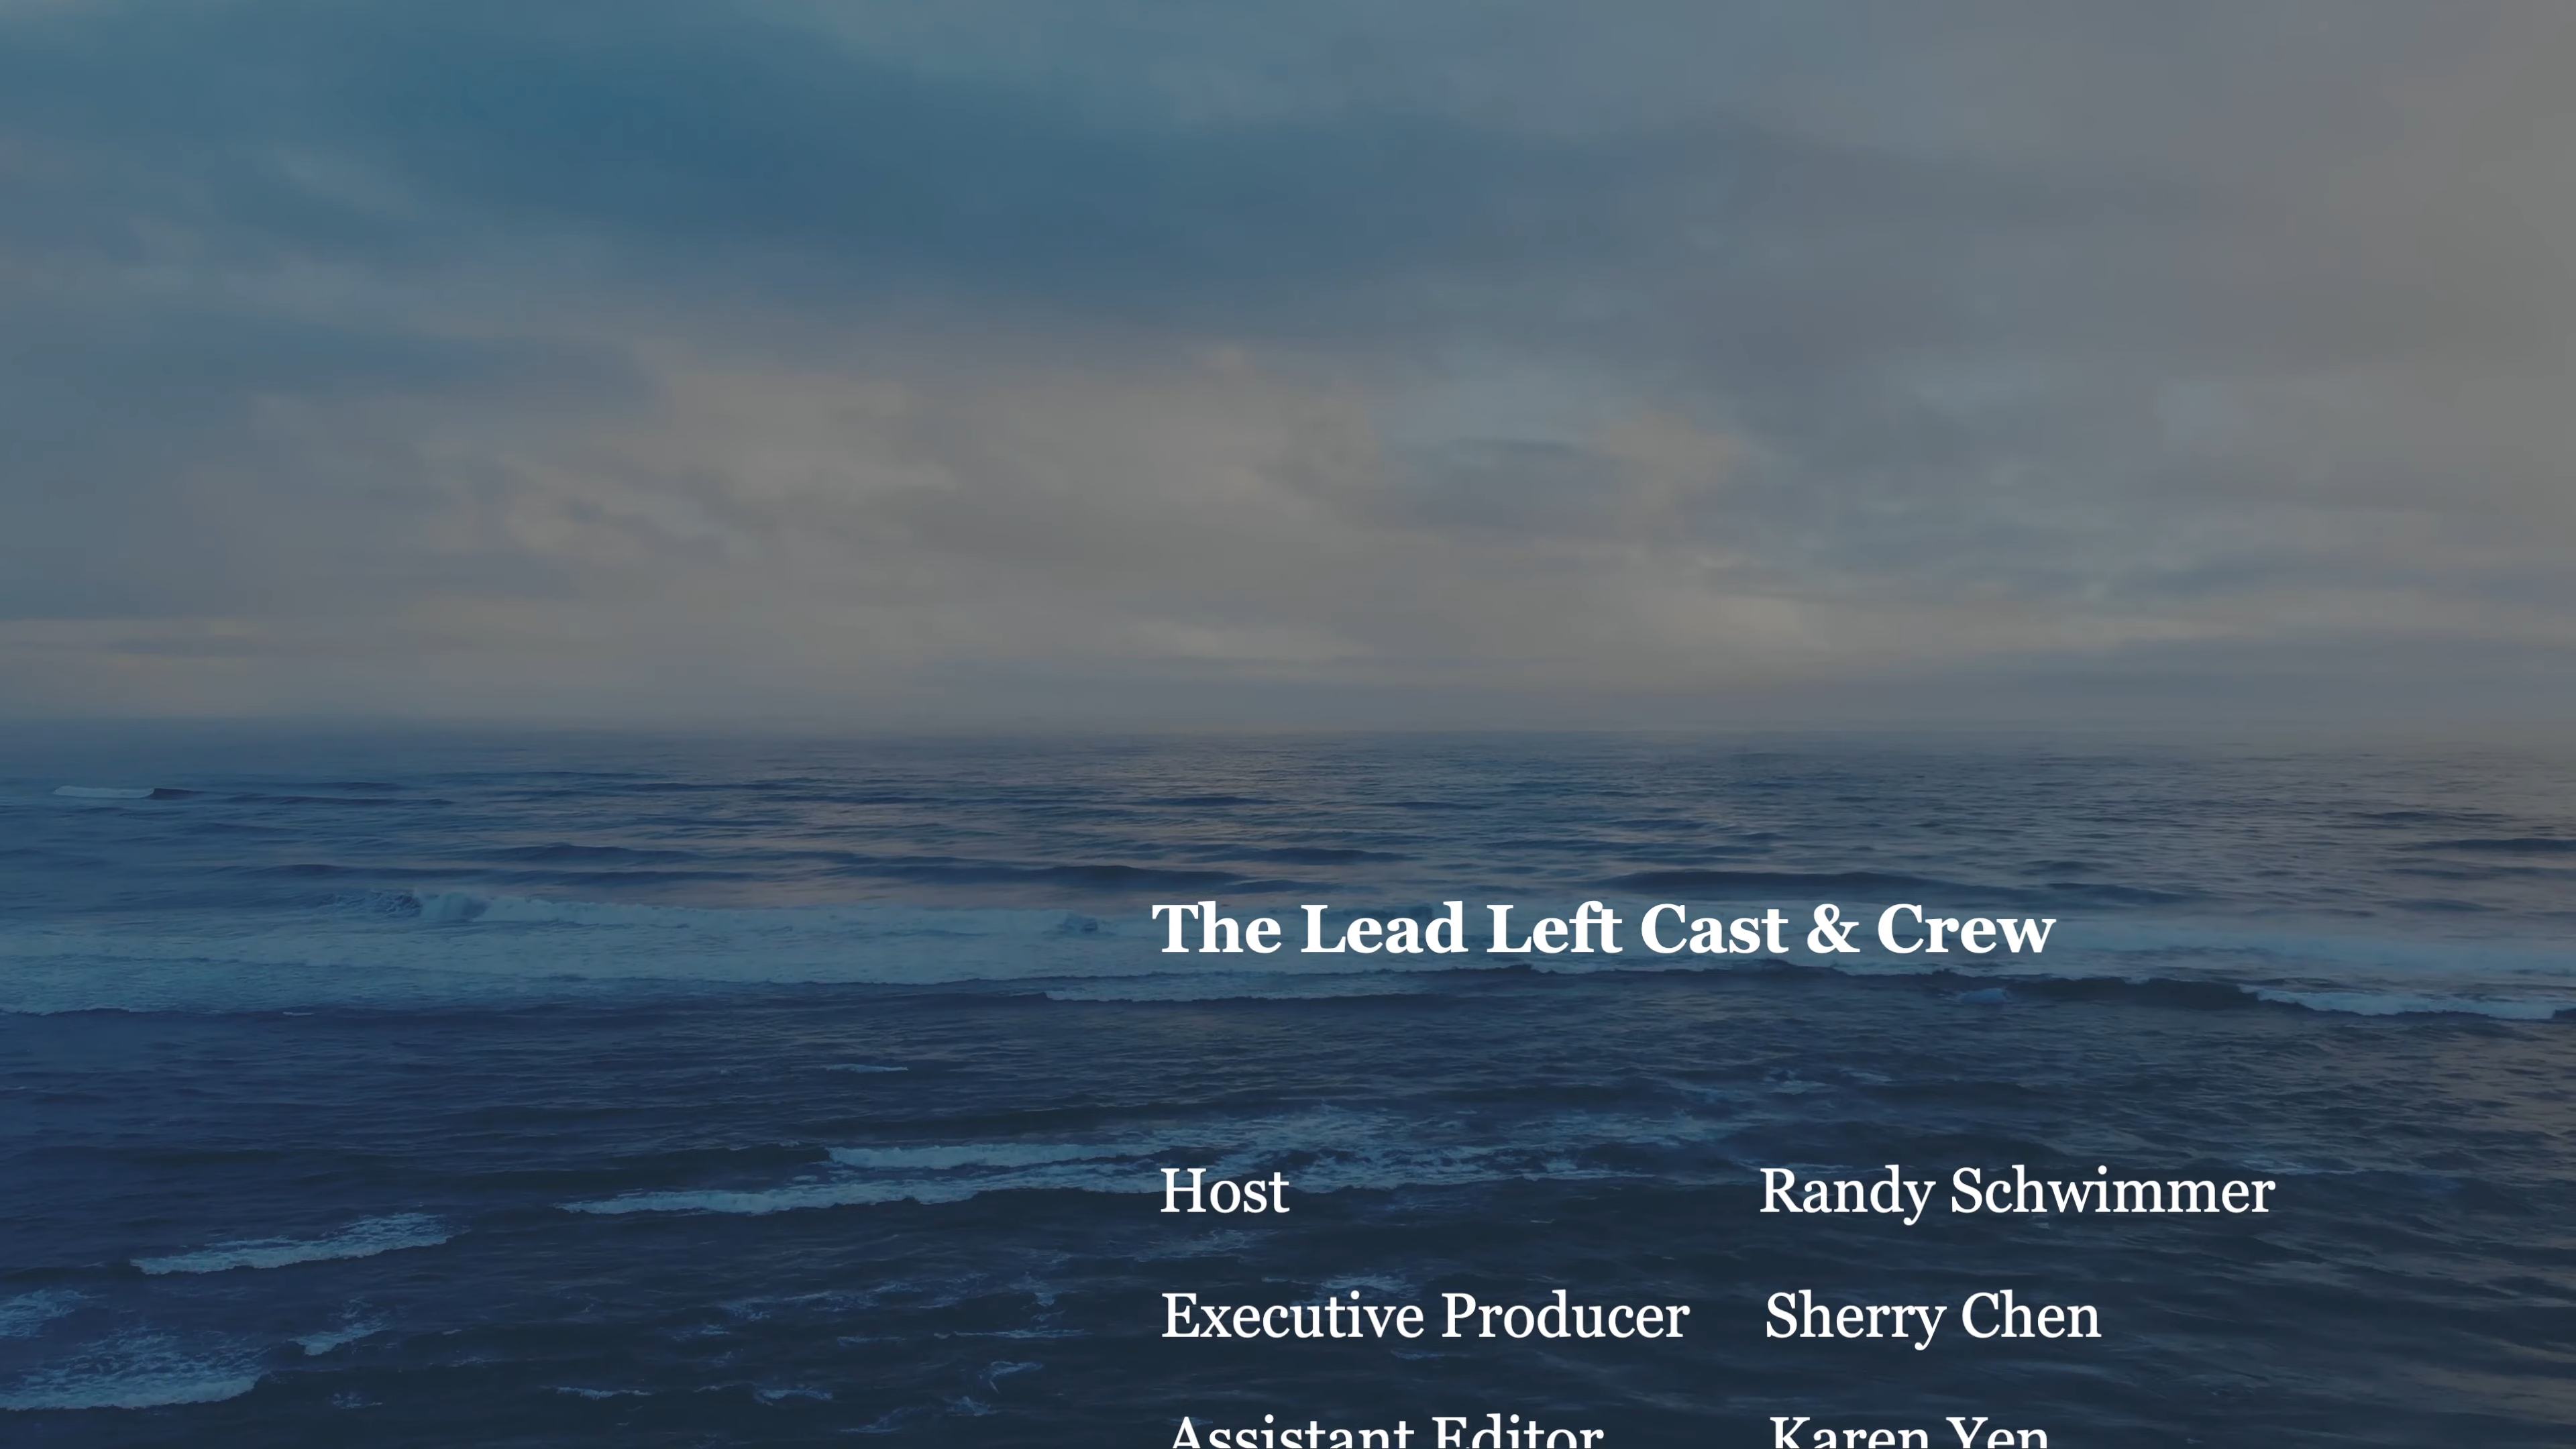 The Lead Left Cast & Crew
Host Randy Schwimmer
Executive Producer Sherry Chen
Assistant Editor Karen Yen